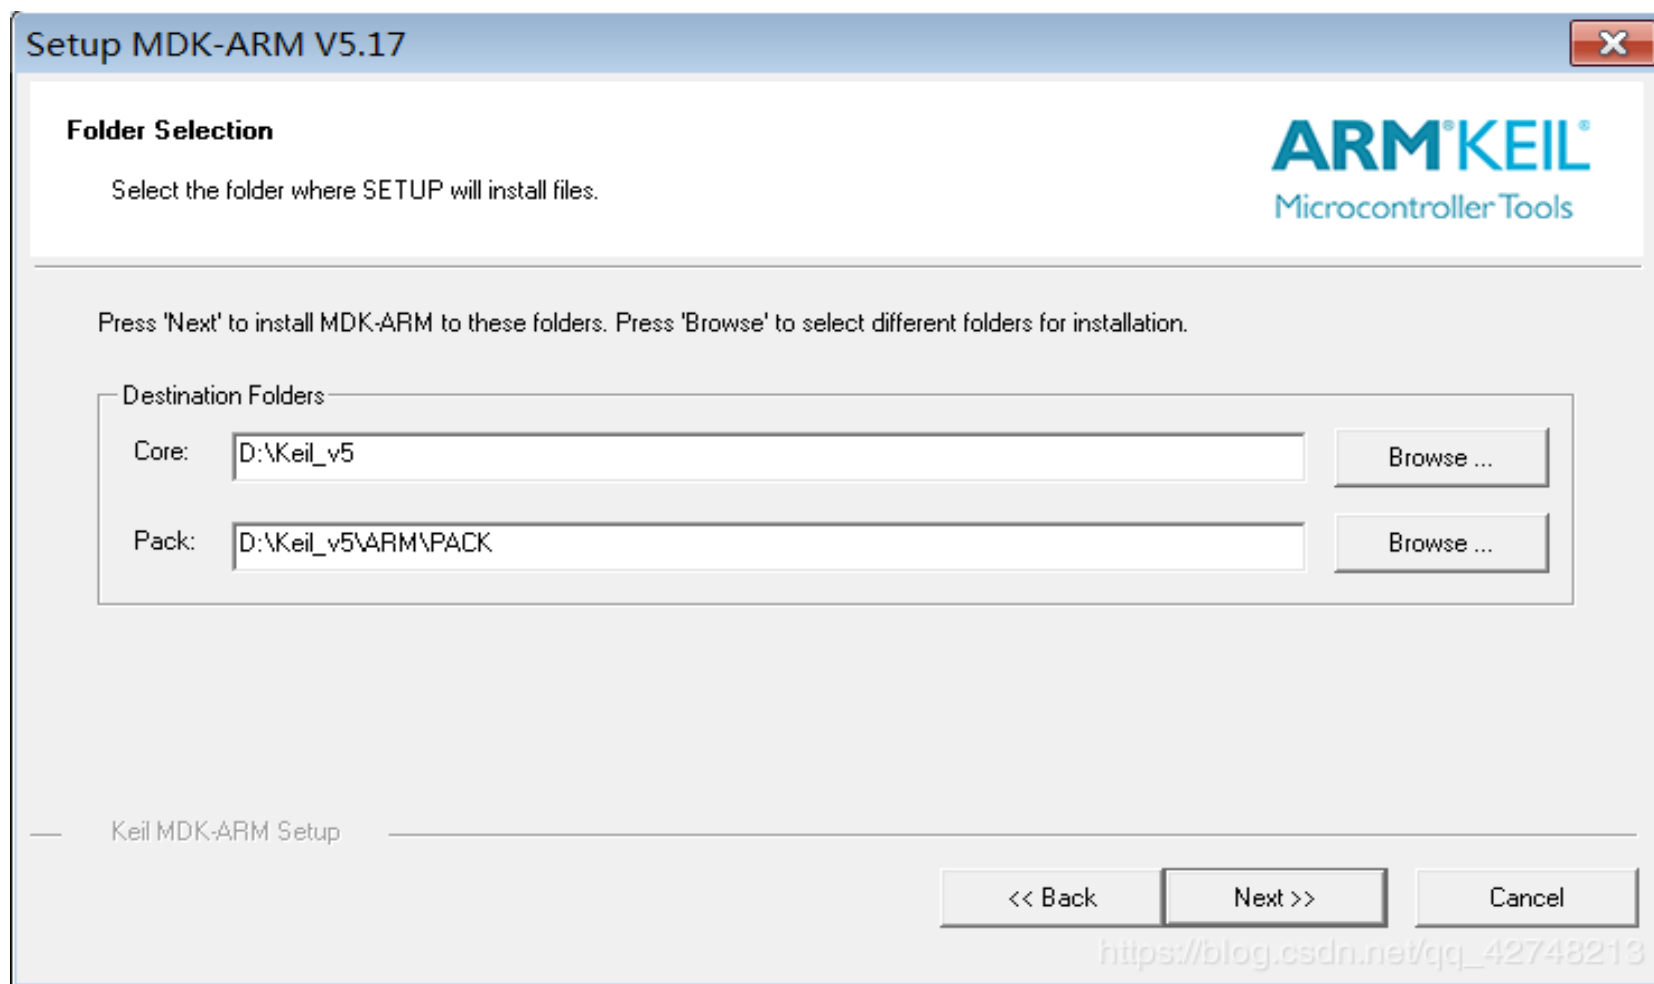 Setup MDK-ARM V5.17
Folder Selection
Select the folder where SETUP will install files.
ARM®KEIL®
Microcontroller Tools
Press 'Next' to install MDK-ARM to these folders. Press 'Browse' to select different folders for installation.
Destination Folders
Core: D:\Keil_v5 Browse ...
Pack: D:\Keil_v5\ARM\PACK Browse ...
Keil MDK-ARM Setup
<< Back Next >> Cancel
https://blog.csdn.net/qq_42748213